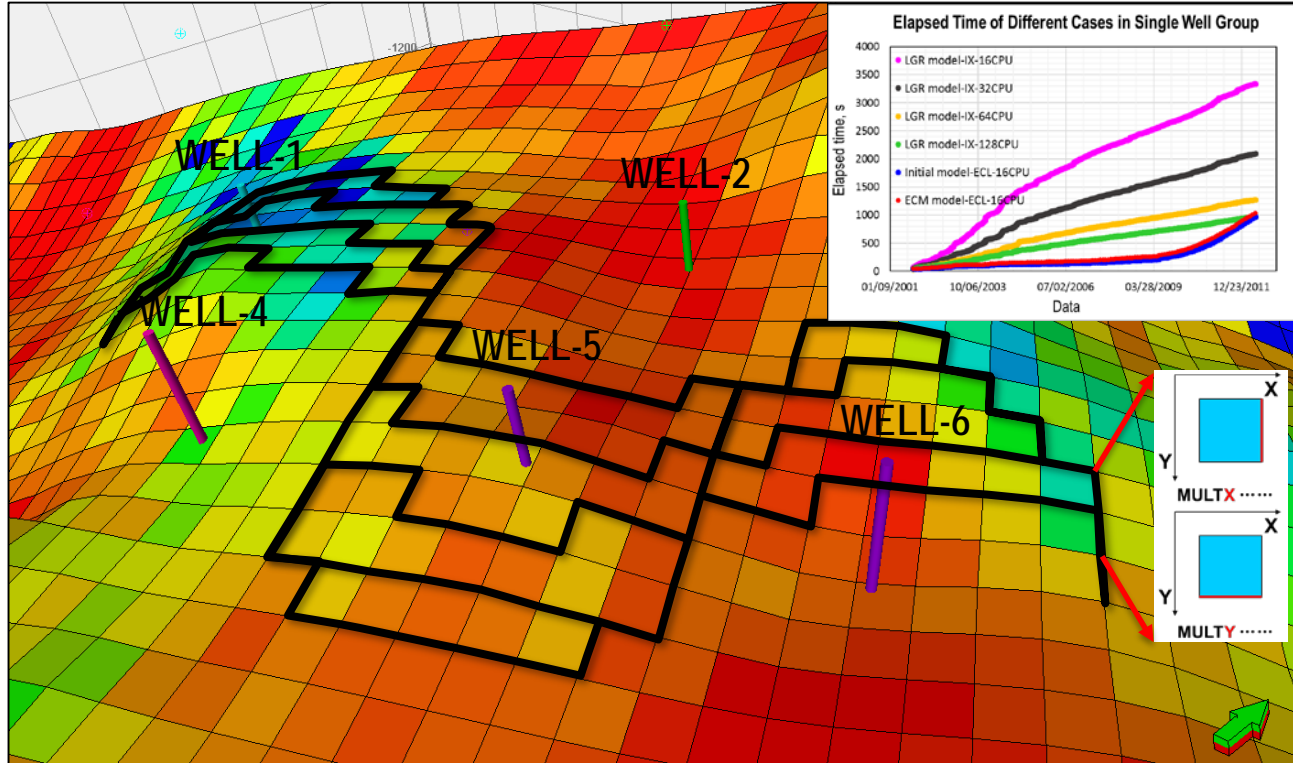 -1200
WELL-1
WELL-2
WELL-4
WELL-5
WELL-6
Elapsed Time of Different Cases in Single Well Group
Elapsed time, s
4000
3500
3000
2500
2000
1500
1000
500
0
LGR model-IX-16CPU
LGR model-IX-32CPU
LGR model-IX-64CPU
LGR model-IX-128CPU
Initial model-ECL-16CPU
ECM model-ECL-16CPU
01/09/2001 10/06/2003 07/02/2006 03/28/2009 12/23/2011
Data
X
Y
MULTX ······
X
Y
MULTY ······